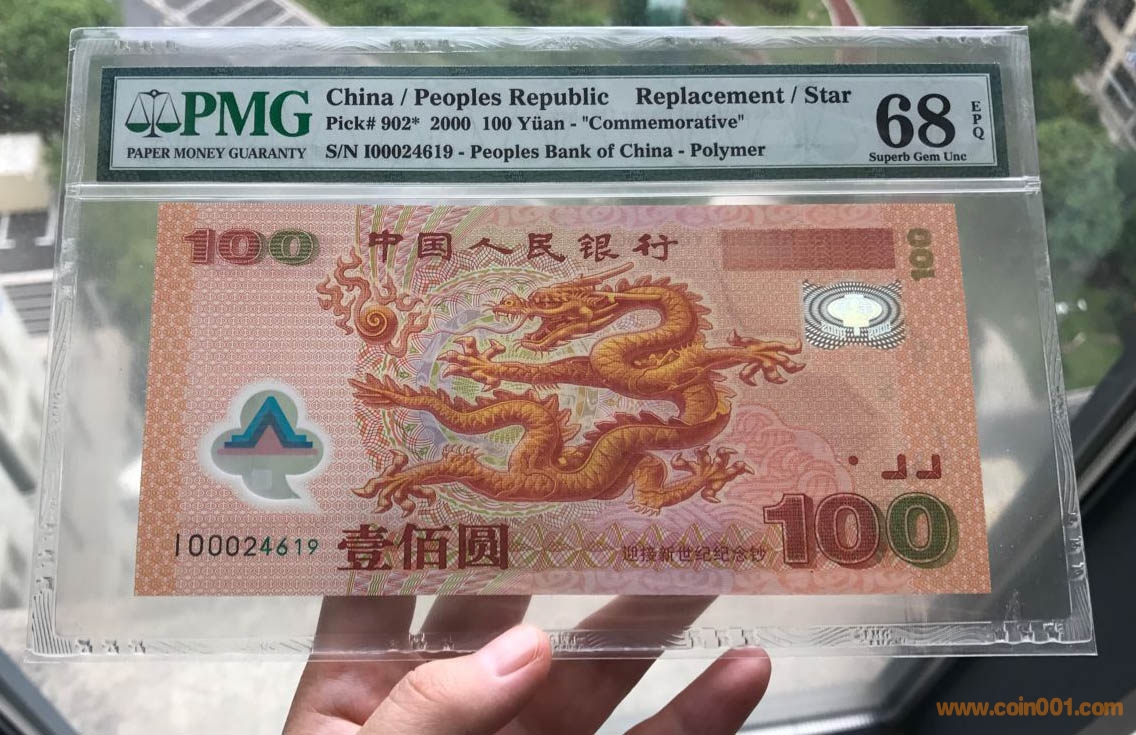 PMG
PAPER MONEY GUARANTY
China / Peoples Republic Replacement / Star
Pick# 902* 2000 100 Yüan - "Commemorative"
S/N I00024619 - Peoples Bank of China - Polymer
68
EPQ
Superb Gem Unc
100
中国人民银行
100
2000 2000
I00024619
壹佰圆
迎接新世纪纪念钞
100
www.coin001.com